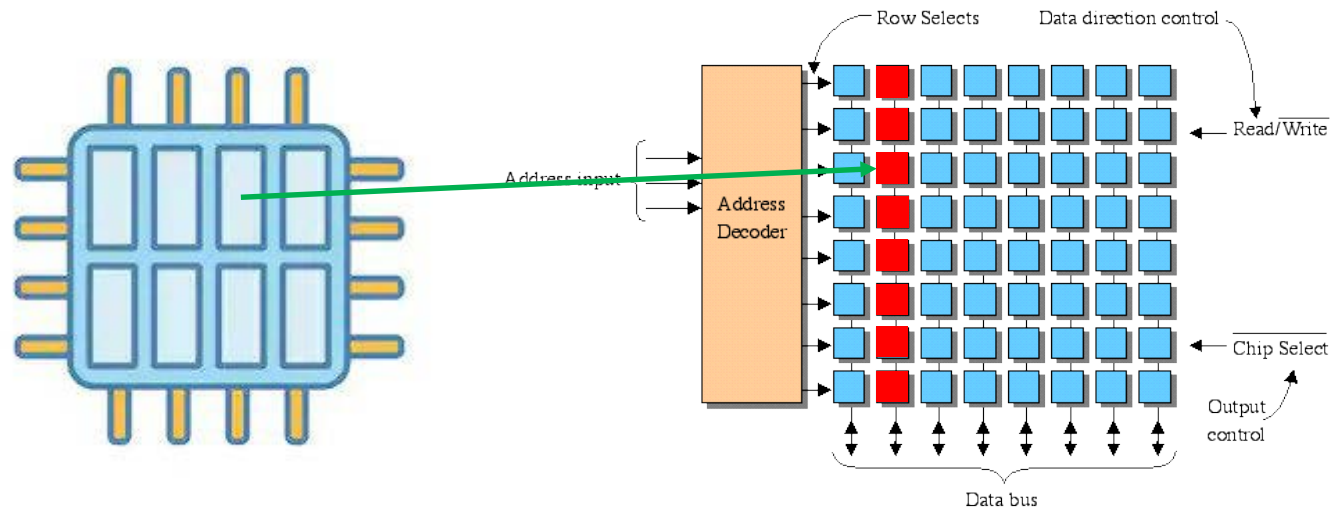 Row Selects
Data direction control
Read/Write
Address input
Address
Decoder
Chip Select
Output
control
Data bus